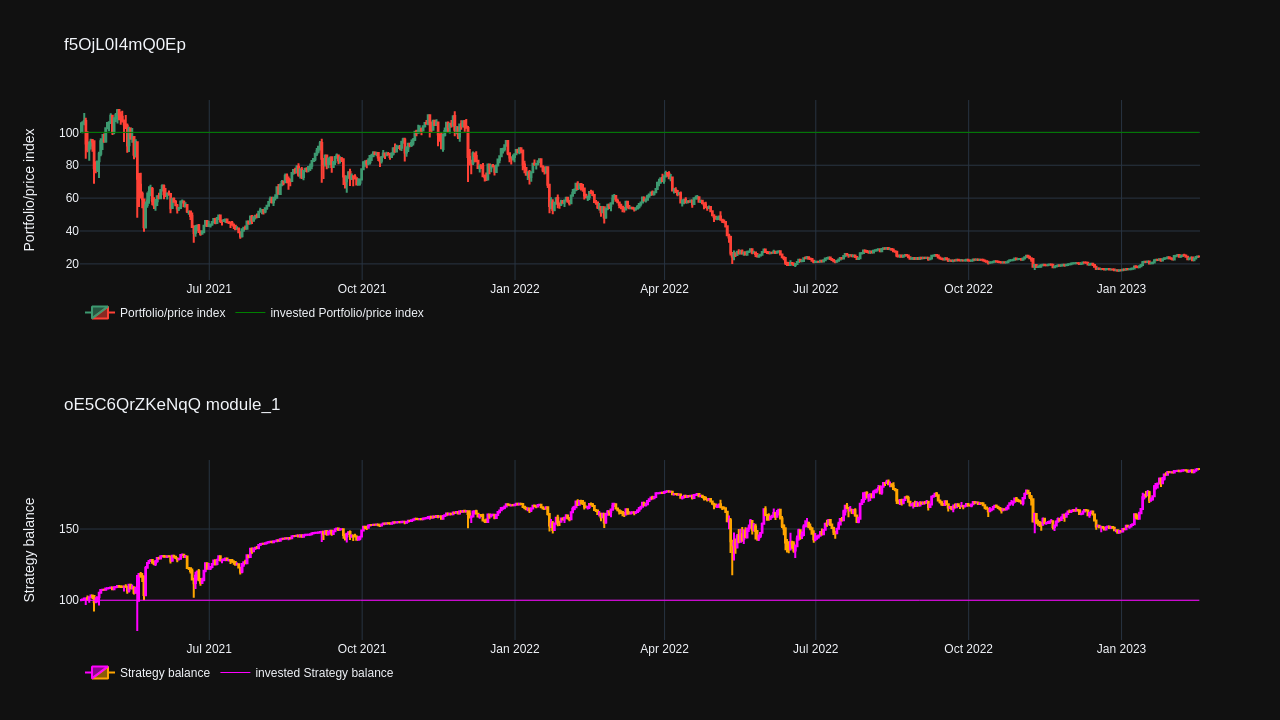 f5OjL0I4mQ0Ep
Portfolio/price index
100
80
60
40
20
Jul 2021
Oct 2021
Jan 2022
Apr 2022
Jul 2022
Oct 2022
Jan 2023
Portfolio/price index
invested Portfolio/price index
oE5C6QrZKeNqQ module_1
Strategy balance
150
100
Jul 2021
Oct 2021
Jan 2022
Apr 2022
Jul 2022
Oct 2022
Jan 2023
Strategy balance
invested Strategy balance